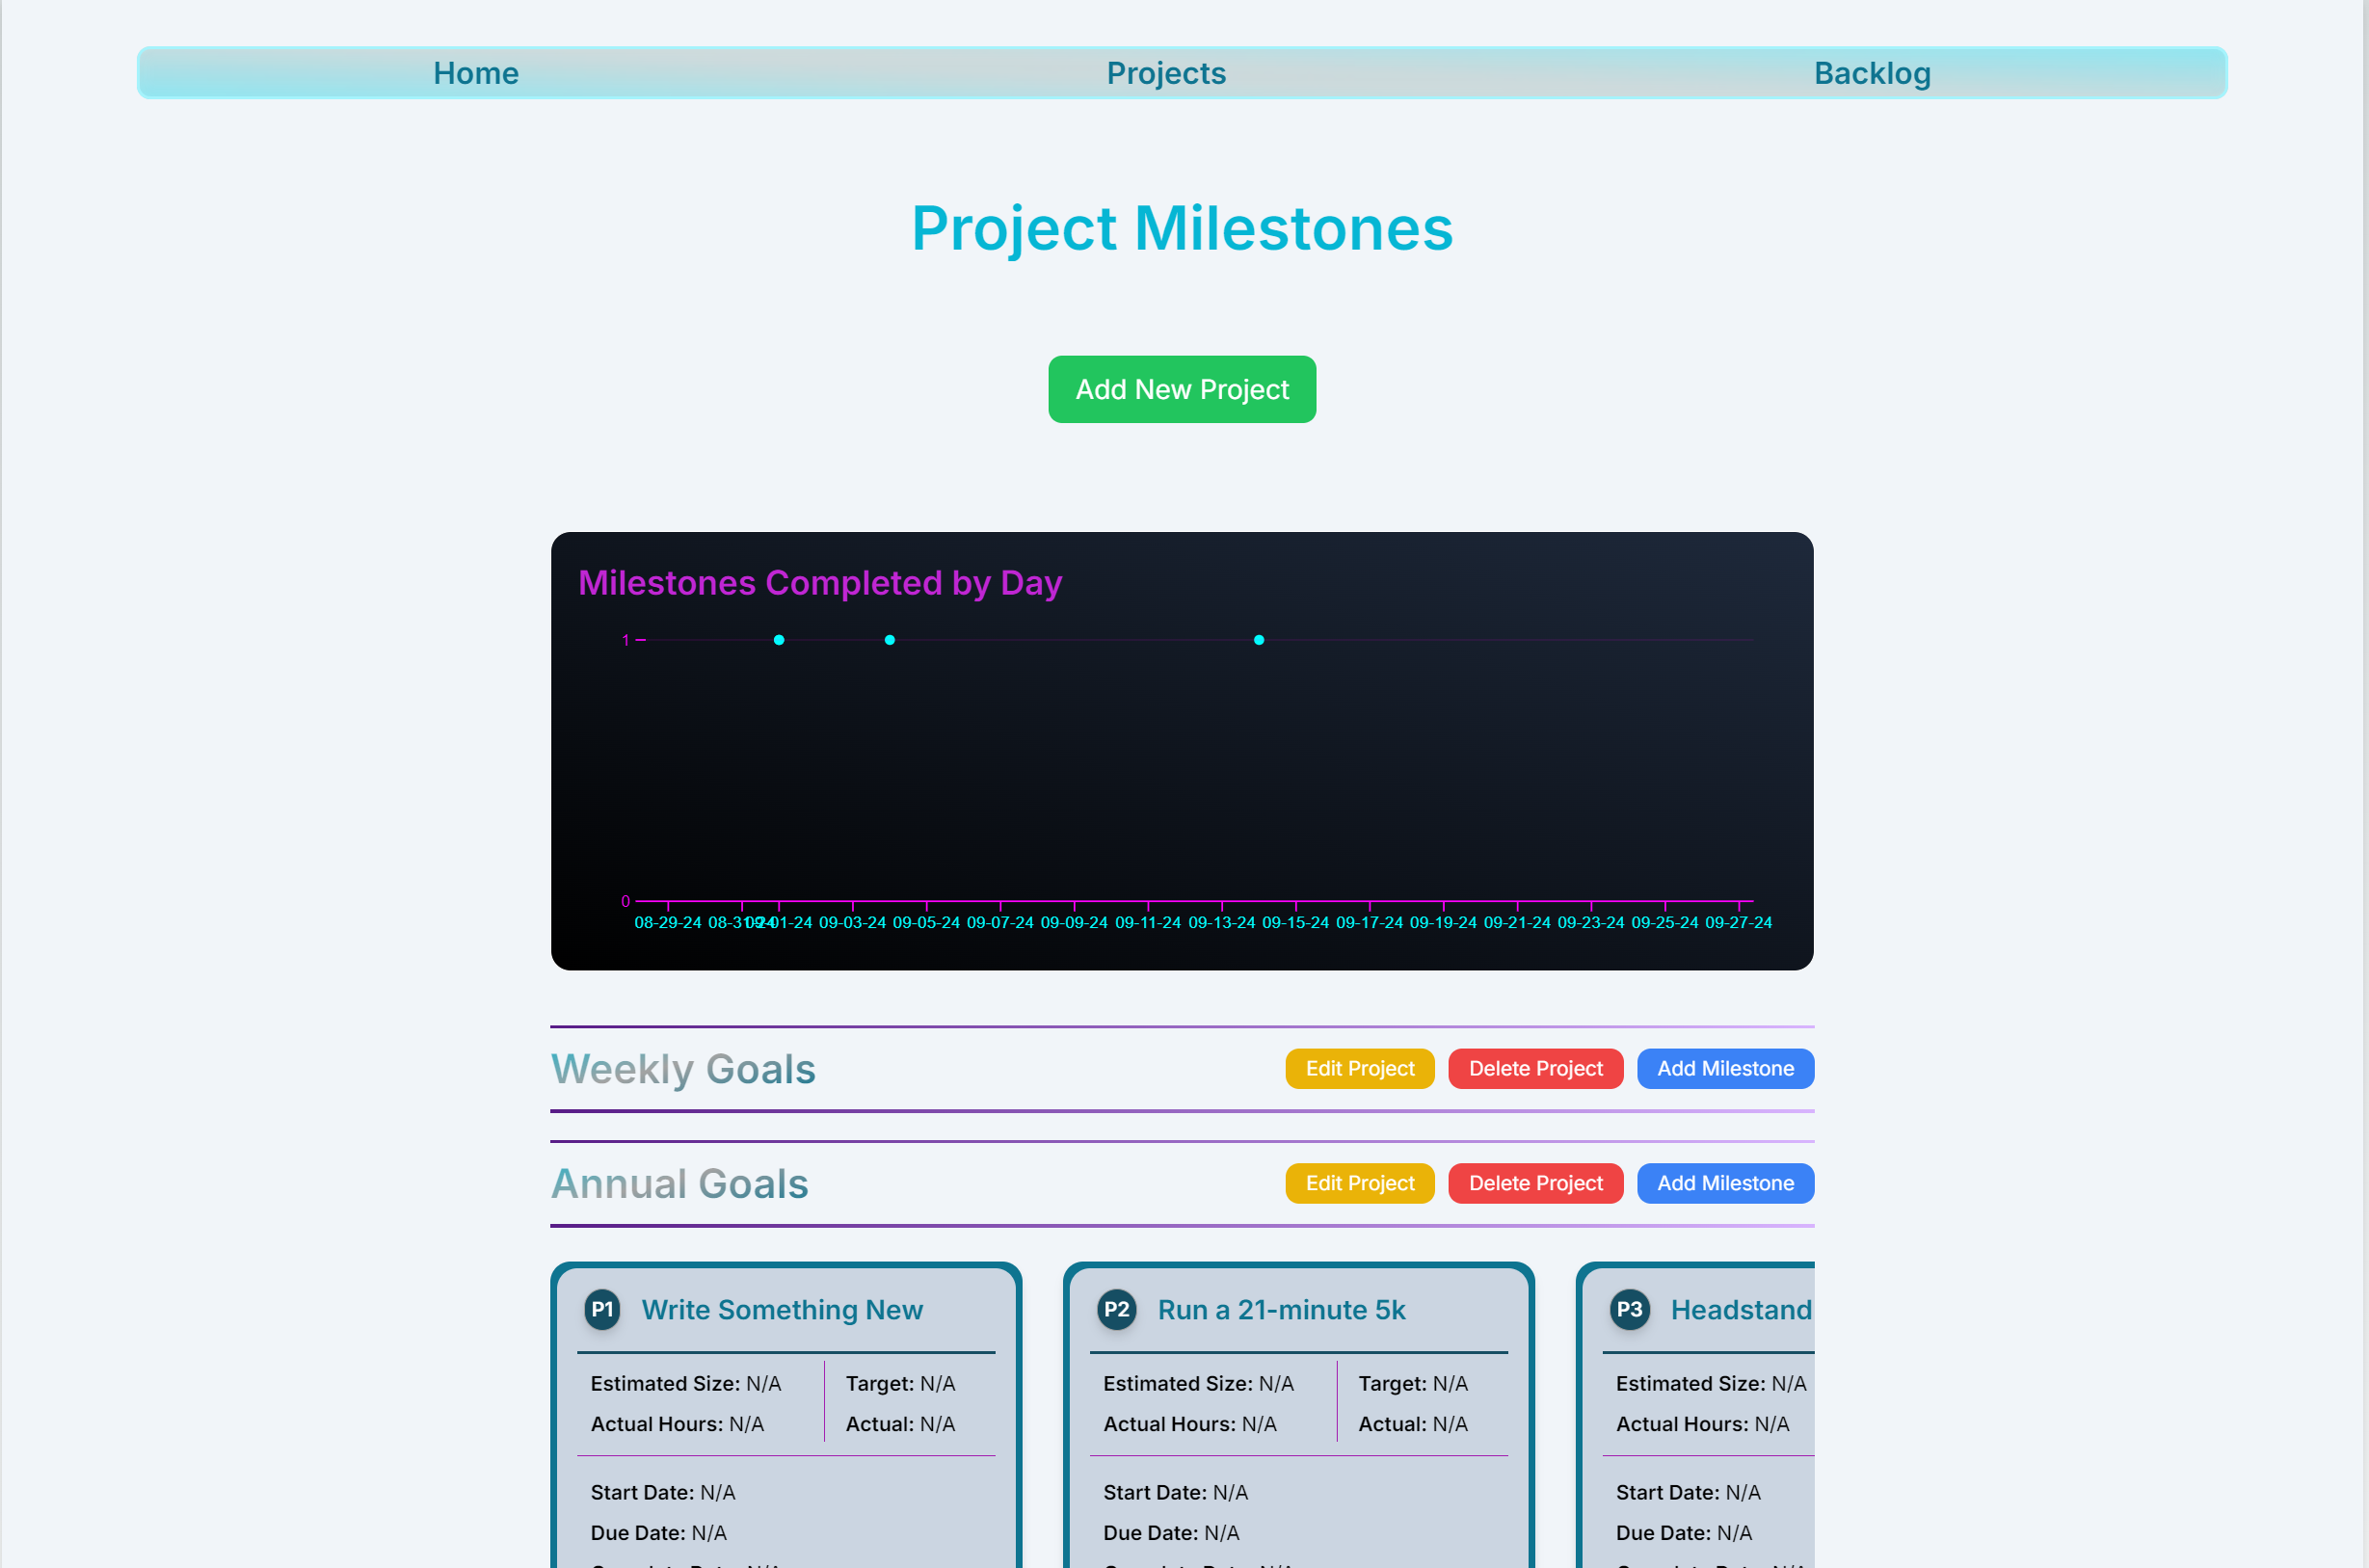 Home Projects Backlog
Project Milestones
Add New Project
Milestones Completed by Day
1
0
08-29-24 08-31-24 09-01-24 09-03-24 09-05-24 09-07-24 09-09-24 09-11-24 09-13-24 09-15-24 09-17-24 09-19-24 09-21-24 09-23-24 09-25-24 09-27-24
Weekly Goals Edit Project Delete Project Add Milestone
Annual Goals Edit Project Delete Project Add Milestone
P1 Write Something New
Estimated Size: N/A Target: N/A
Actual Hours: N/A Actual: N/A
Start Date: N/A
Due Date: N/A
P2 Run a 21-minute 5k
Estimated Size: N/A Target: N/A
Actual Hours: N/A Actual: N/A
Start Date: N/A
Due Date: N/A
P3 Headstand
Estimated Size: N/A
Actual Hours: N/A
Start Date: N/A
Due Date: N/A